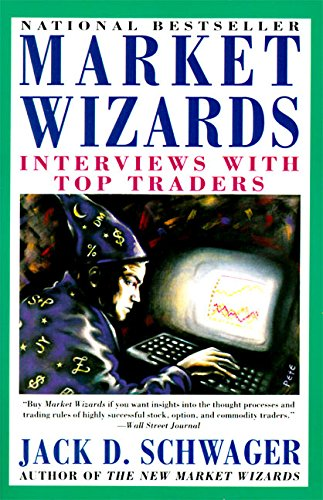 NATIONAL BESTSELLER
MARKET
WIZARDS
INTERVIEWS WITH
TOP TRADERS
"Buy Market Wizards if you want insights into the thought processes and
trading rules of highly successful stock, option, and commodity traders."
—Wall Street Journal
JACK D. SCHWAGER
AUTHOR OF THE NEW MARKET WIZARDS